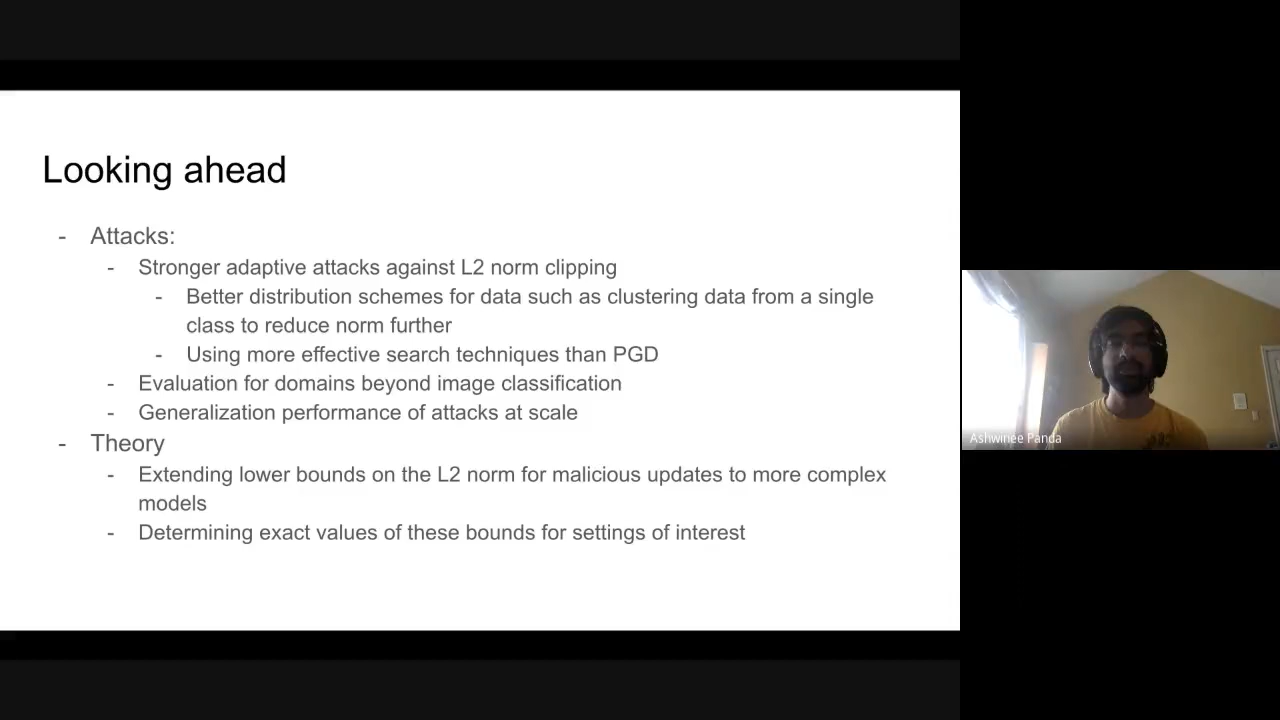 Looking ahead
- Attacks:
- Stronger adaptive attacks against L2 norm clipping
- Better distribution schemes for data such as clustering data from a single
class to reduce norm further
- Using more effective search techniques than PGD
- Evaluation for domains beyond image classification
- Generalization performance of attacks at scale
- Theory
- Extending lower bounds on the L2 norm for malicious updates to more complex
models
- Determining exact values of these bounds for settings of interest
Ashwinee Panda